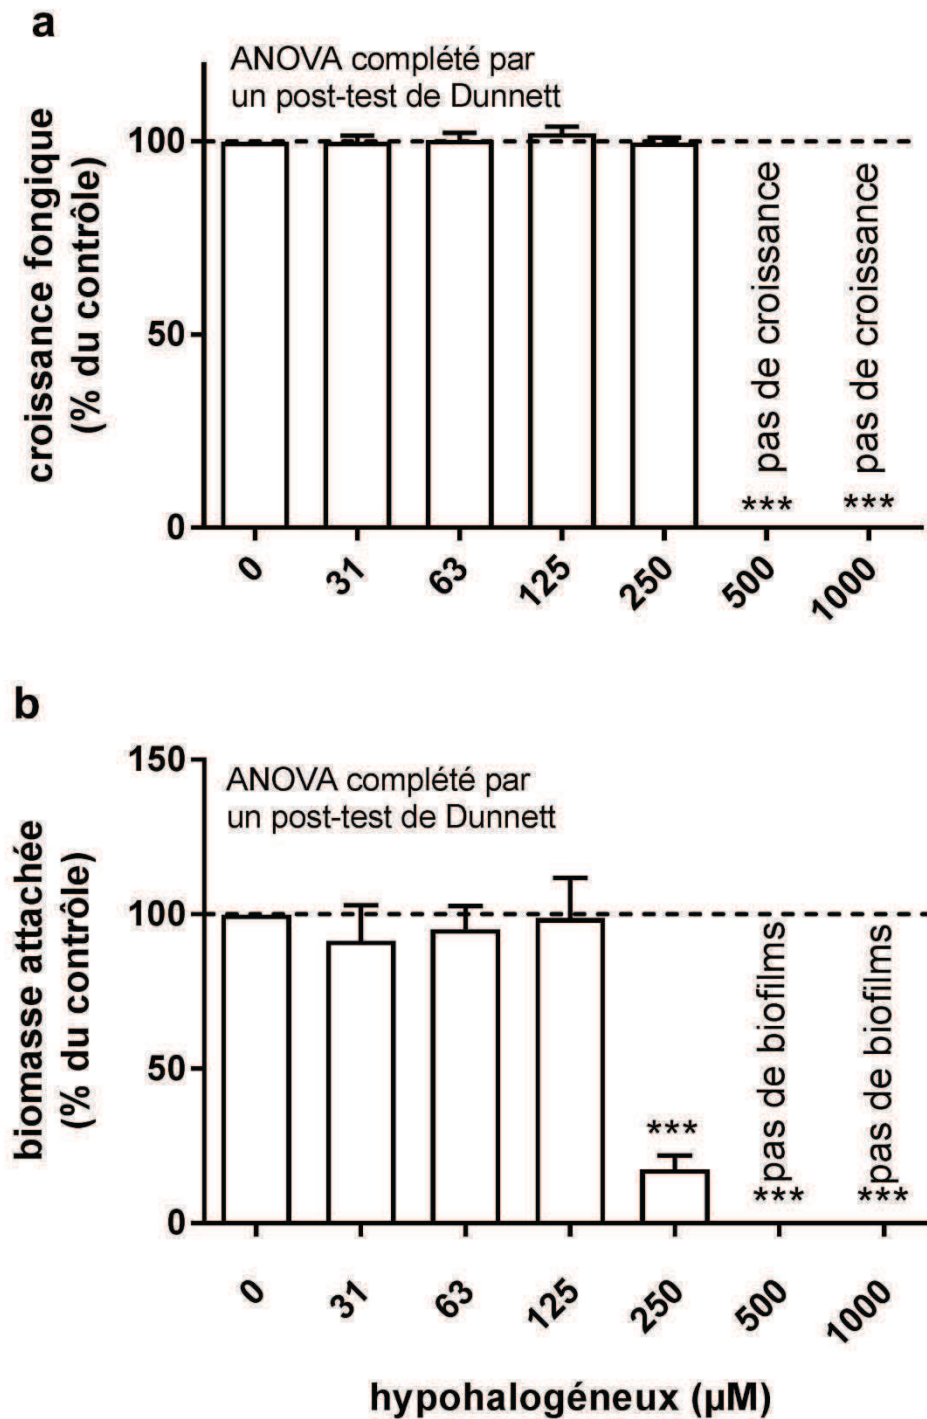 a
ANOVA complété par
un post-test de Dunnett
croissance fongique
(% du contrôle)
100
50
0
pas de croissance
***
pas de croissance
***
0
31
63
125
250
500
1000
b
ANOVA complété par
un post-test de Dunnett
biomasse attachée
(% du contrôle)
150
100
50
0
***
pas de biofilms
***
pas de biofilms
***
0
31
63
125
250
500
1000
hypohalogéneux (µM)